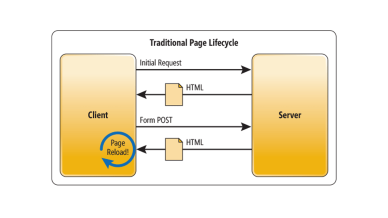 Traditional Page Lifecycle
Initial Request
HTML
Client
Server
Form POST
HTML
Page
Reload!